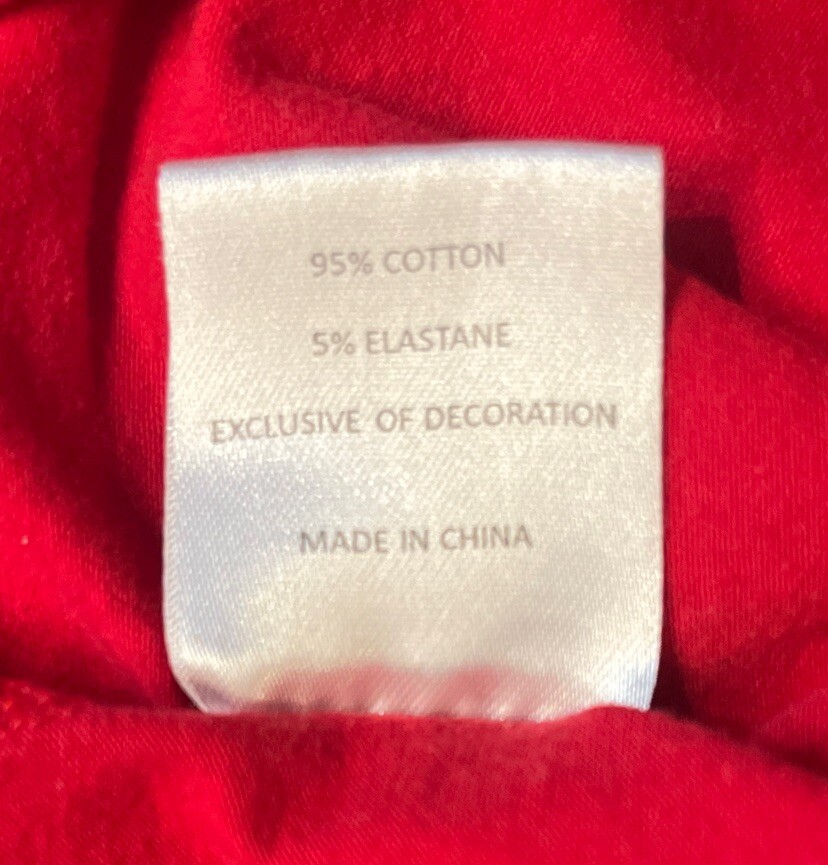 95% COTTON
5% ELASTANE
EXCLUSIVE OF DECORATION
MADE IN CHINA